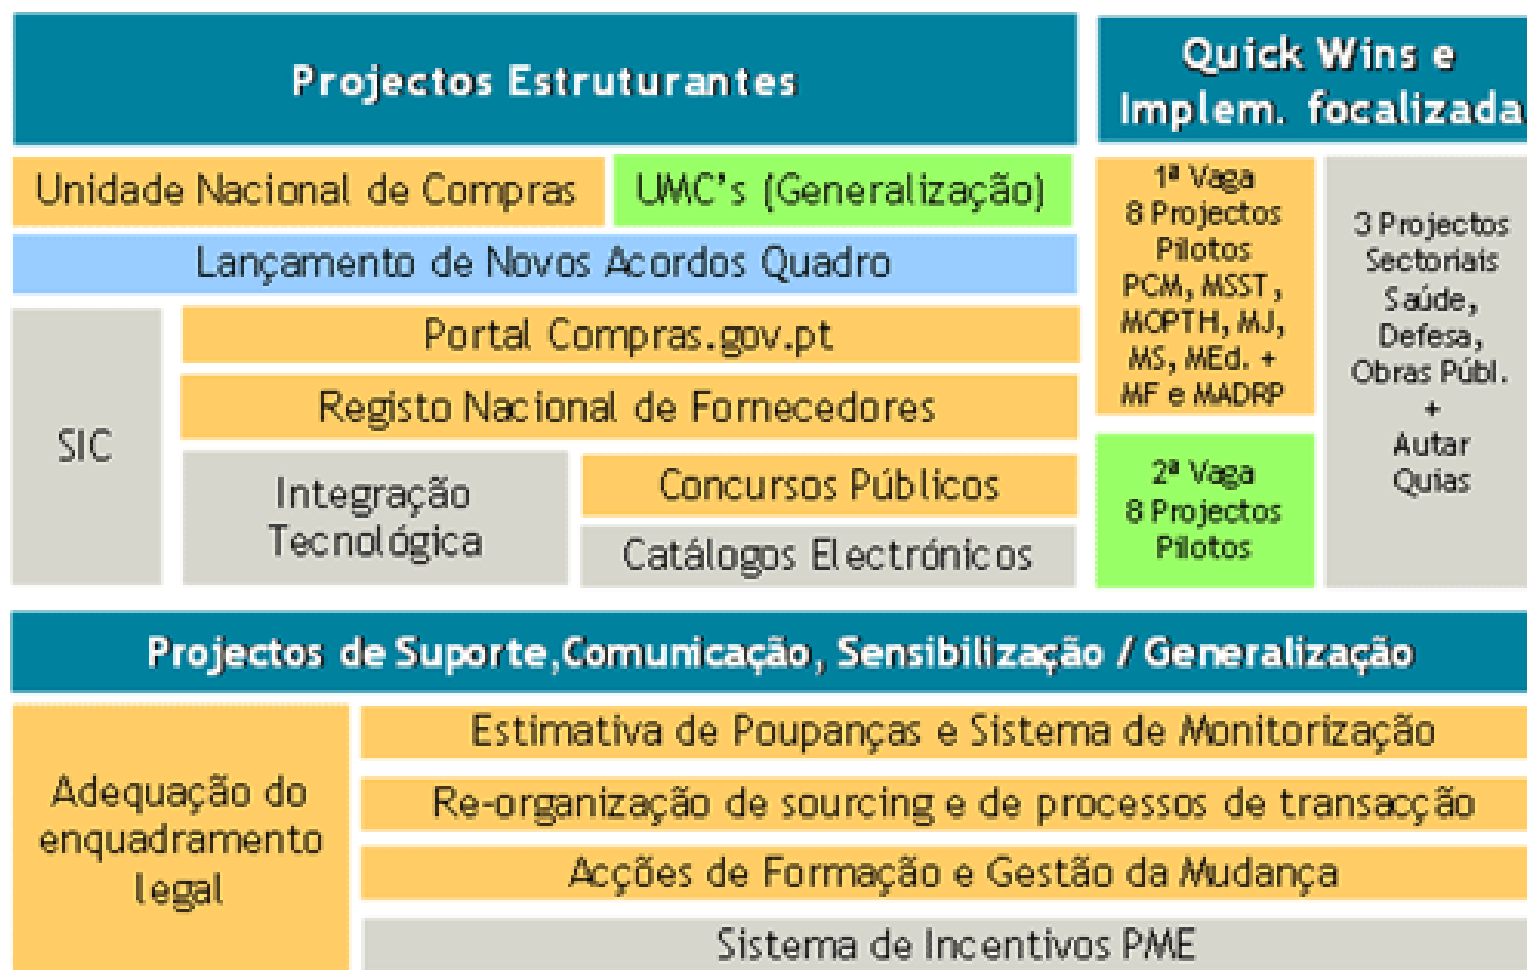 Projectos Estruturantes
Quick Wins e
Implem. focalizada
Unidade Nacional de Compras
UMC's (Generalização)
Lançamento de Novos Acordos Quadro
SIC
Portal Compras.gov.pt
Registo Nacional de Fornecedores
Integração
Tecnológica
Concursos Públicos
Catálogos Electrónicos
1ª Vaga
8 Projectos
Pilotos
PCM, MSST,
MOPTH, MJ,
MS, MEd. +
MF e MADRP
2ª Vaga
8 Projectos
Pilotos
3 Projectos
Sectoriais
Saúde,
Defesa,
Obras Públ.
+
Autar
Quias
Projectos de Suporte,Comunicação, Sensibilização / Generalização
Adequação do
enquadramento
legal
Estimativa de Poupanças e Sistema de Monitorização
Re-organização de sourcing e de processos de transacção
Acções de Formação e Gestão da Mudança
Sistema de Incentivos PME